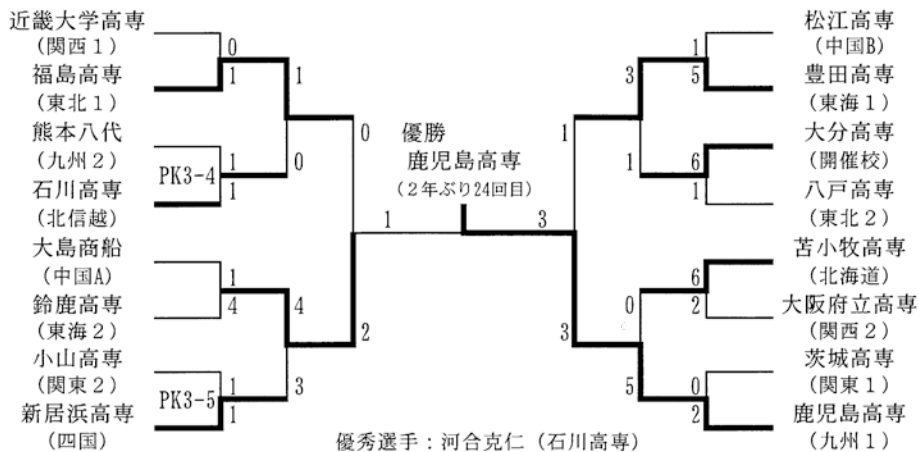 近畿大学高専
(関西1)
0
福島高専
(東北1)
1
1
熊本八代
(九州2)
1
PK3-4
0
石川高専
(北信越)
1
0
大島商船
(中国A)
1
鈴鹿高専
(東海2)
4
4
小山高専
(関東2)
1
PK3-5
3
新居浜高専
(四国)
1
2
1
優勝
鹿児島高専
(2年ぶり24回目)
3
松江高専
(中国B)
1
豊田高専
(東海1)
5
3
大分高専
(開催校)
6
1
八戸高専
(東北2)
1
1
苫小牧高専
(北海道)
6
大阪府立高専
(関西2)
2
0
茨城高専
(関東1)
0
5
鹿児島高専
(九州1)
2
3
優秀選手：河合克仁(石川高専)